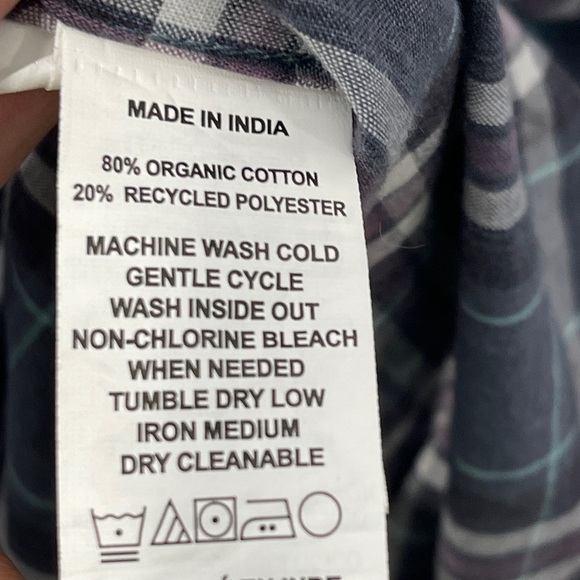 MADE IN INDIA
80% ORGANIC COTTON
20% RECYCLED POLYESTER
MACHINE WASH COLD
GENTLE CYCLE
WASH INSIDE OUT
NON-CHLORINE BLEACH
WHEN NEEDED
TUMBLE DRY LOW
IRON MEDIUM
DRY CLEANABLE